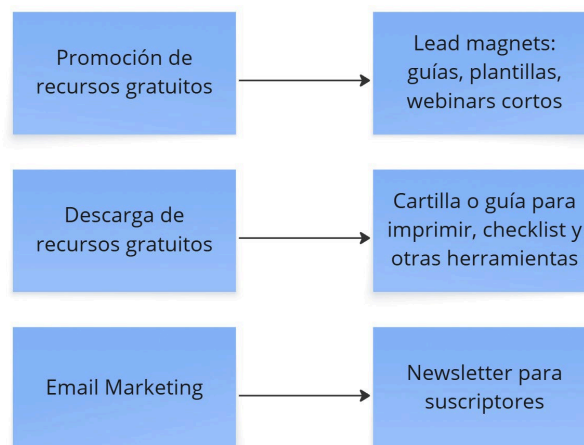 Promoción de
recursos gratuitos
Lead magnets:
guías, plantillas,
webinars cortos
Descarga de
recursos gratuitos
Cartilla o guía para
imprimir, checklist y
otras herramientas
Email Marketing
Newsletter para
suscriptores